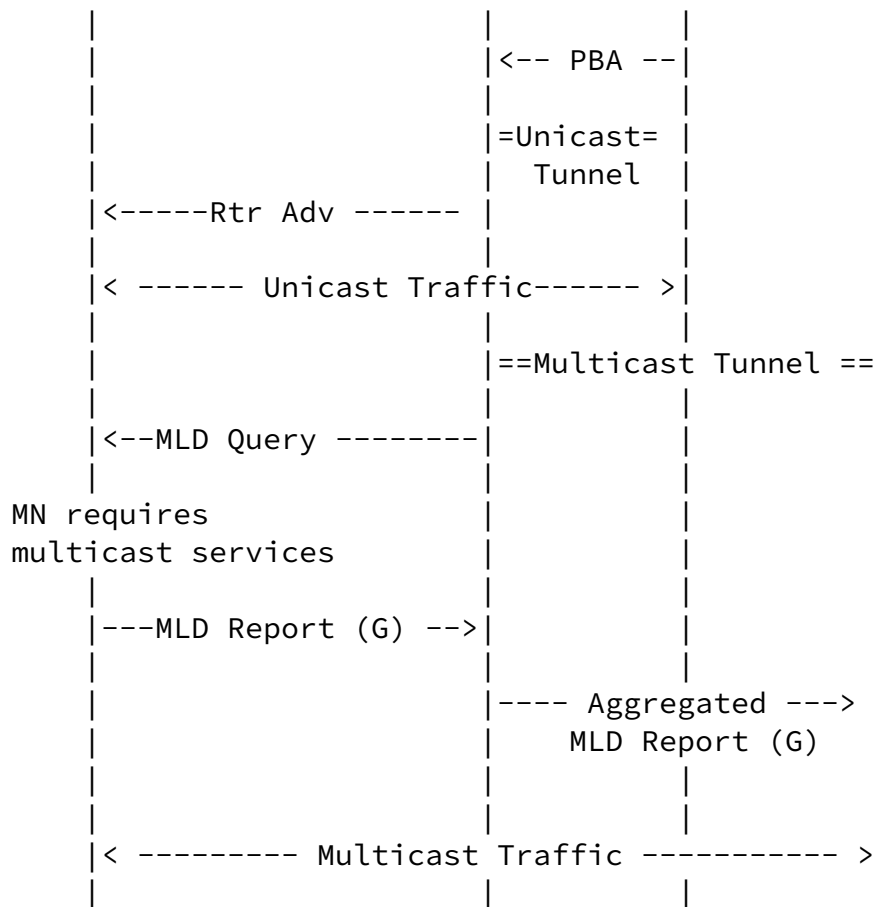 |<-- PBA --|
|=Unicast=
Tunnel
|<-----Rtr Adv ------
|< ------ Unicast Traffic------ >|
|==Multicast Tunnel ==
|<--MLD Query --------|
MN requires
multicast services
|---MLD Report (G) -->|
|---- Aggregated --->
MLD Report (G)
|< --------- Multicast Traffic ----------- >